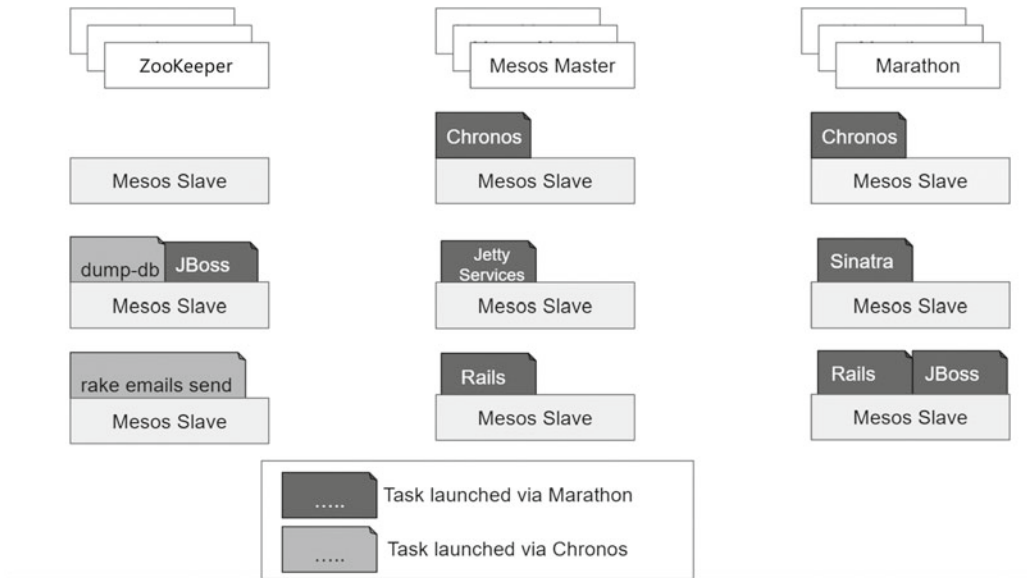 ZooKeeper
Mesos Master
Marathon
Chronos
Chronos
Mesos Slave
Mesos Slave
Mesos Slave
dump-db
JBoss
Jetty
Services
Sinatra
Mesos Slave
Mesos Slave
Mesos Slave
rake emails send
Rails
Rails
JBoss
Mesos Slave
Mesos Slave
Mesos Slave
.....
Task launched via Marathon
.....
Task launched via Chronos